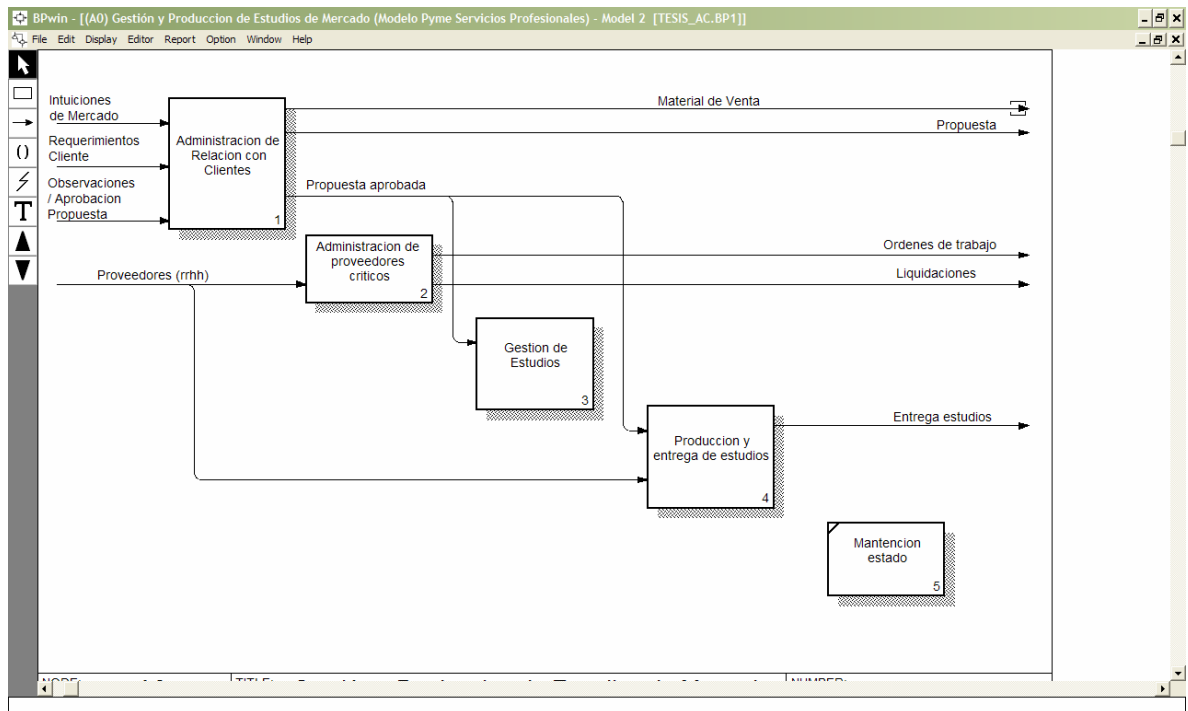 BPwin - [(A0) Gestión y Produccion de Estudios de Mercado (Modelo Pyme Servicios Profesionales) - Model 2 [TESIS_AC.BP1]]
File Edit Display Editor Report Option Window Help
Intuiciones
de Mercado
Requerimientos
Cliente
Observaciones
/ Aprobacion
Propuesta
Administracion de
Relacion con
Clientes
1
Material de Venta
Propuesta
Propuesta aprobada
Proveedores (rrhh)
Administracion de
proveedores
criticos
2
Ordenes de trabajo
Liquidaciones
Gestion de
Estudios
3
Produccion y
entrega de estudios
4
Entrega estudios
Mantencion
estado
5
NODE:
TITLE:
NUMBER: